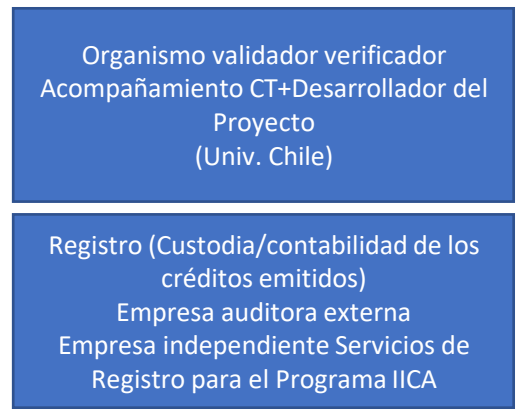 Organismo validador verificador
Acompañamiento CT+Desarrollador del
Proyecto
(Univ. Chile)
Registro (Custodia/contabilidad de los
créditos emitidos)
Empresa auditora externa
Empresa independiente Servicios de
Registro para el Programa IICA